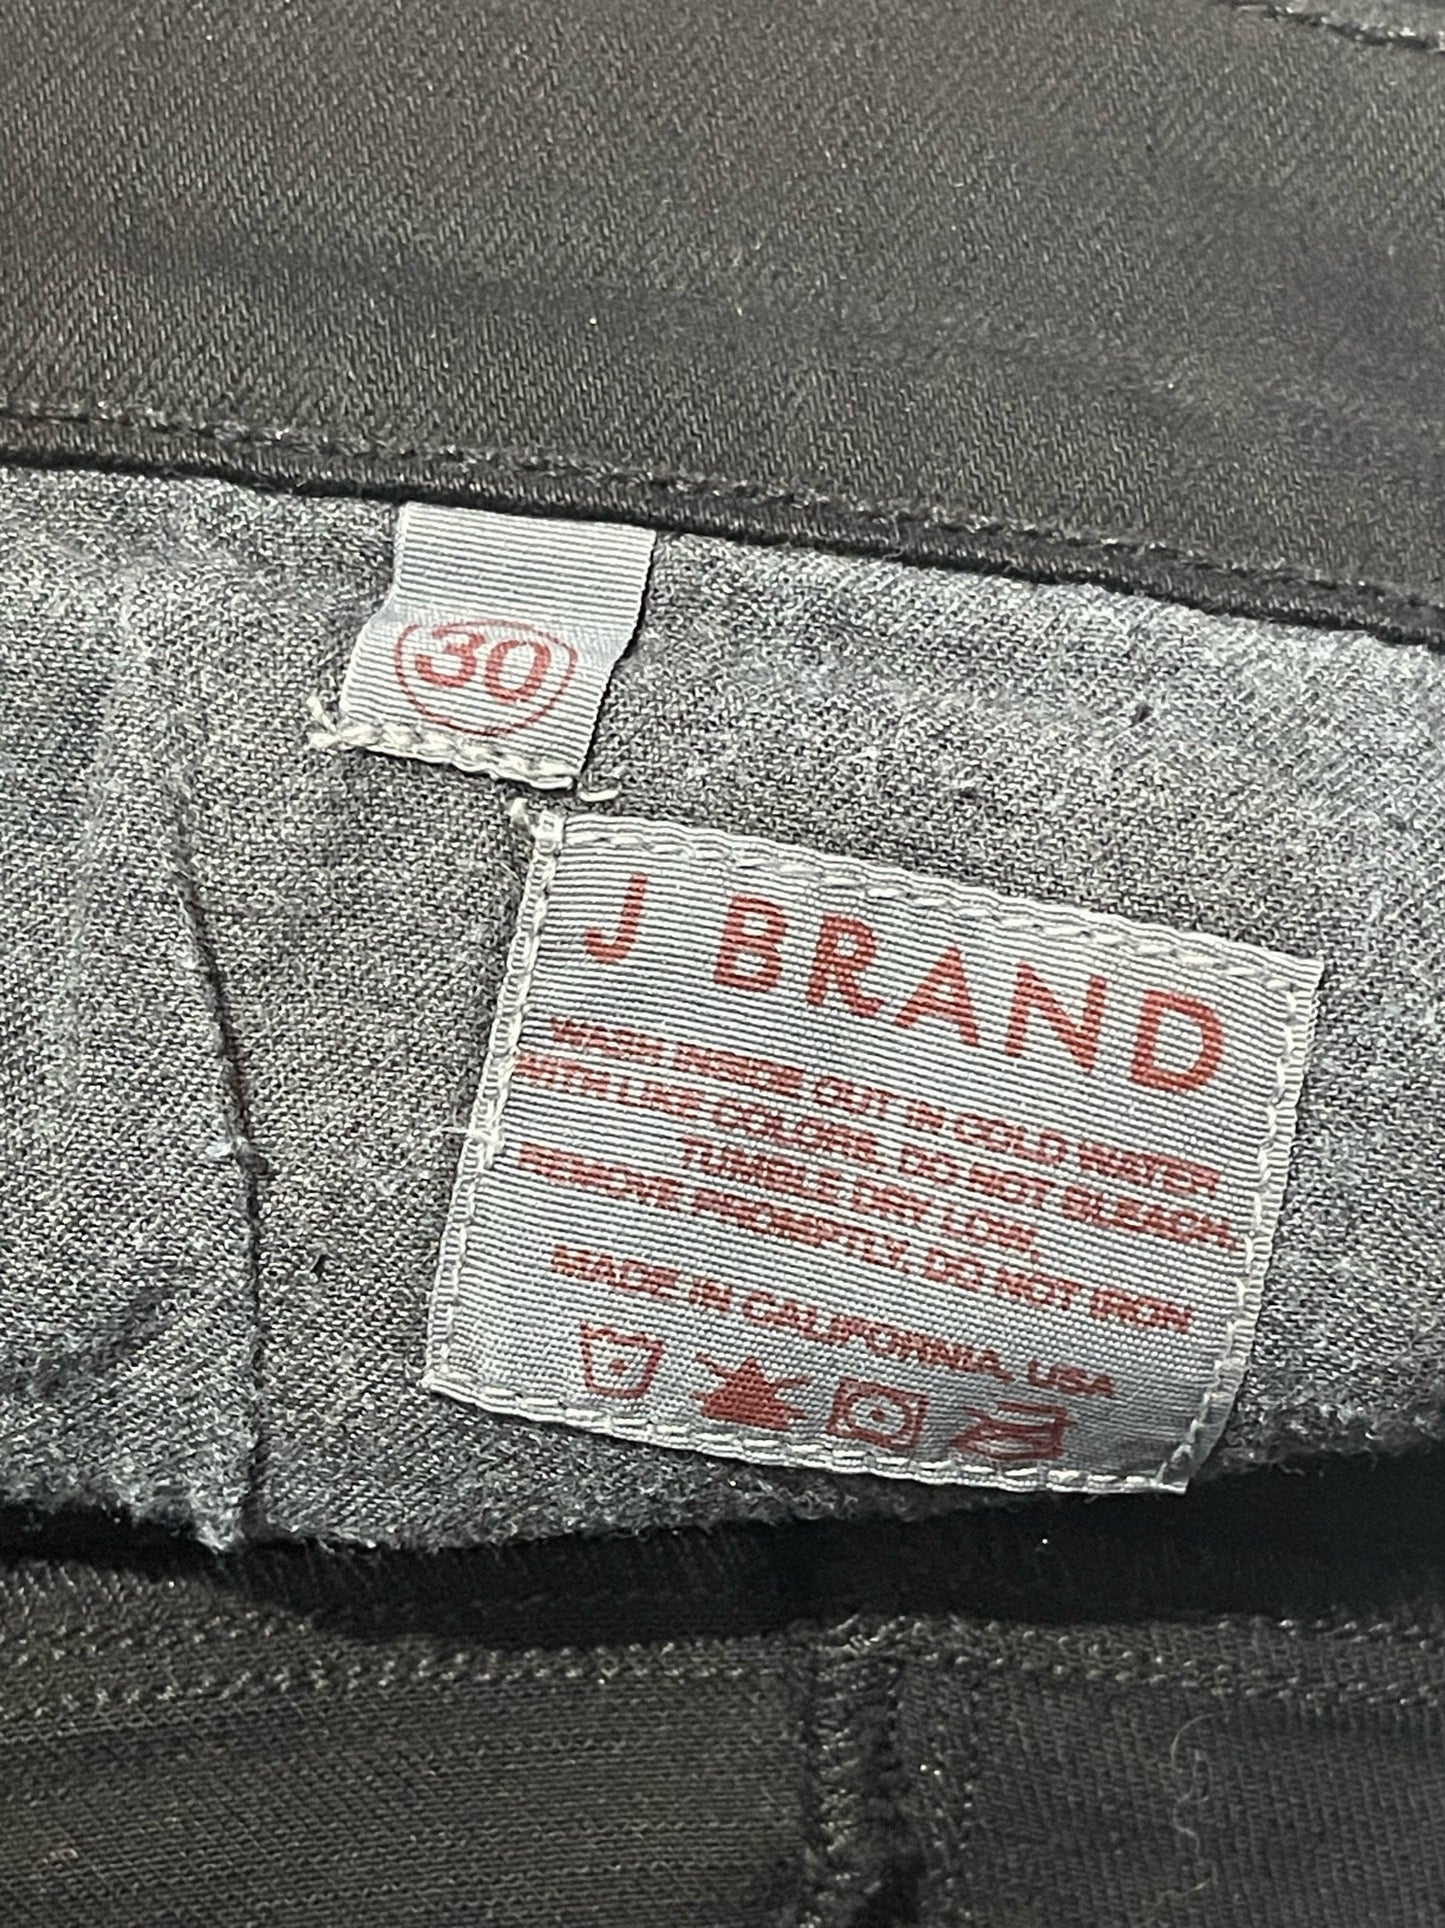 30
J BRAND
WASH INSIDE OUT IN COLD WATER
WITH LIKE COLORS, DO NOT BLEACH,
TUMBLE DRY LOW,
REMOVE PROMPTLY, DO NOT IRON
MADE IN CALIFORNIA, USA